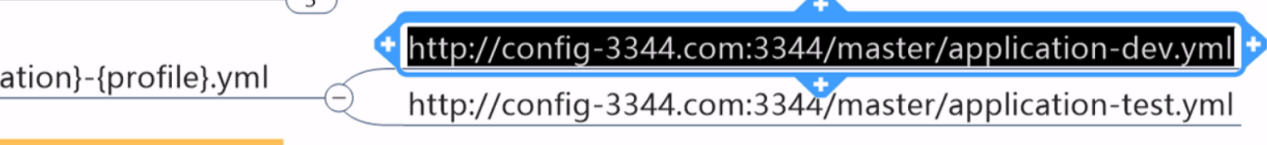 http://config-3344.com:3344/master/application-dev.yml
ation}-{profile}.yml
http://config-3344.com:3344/master/application-test.yml